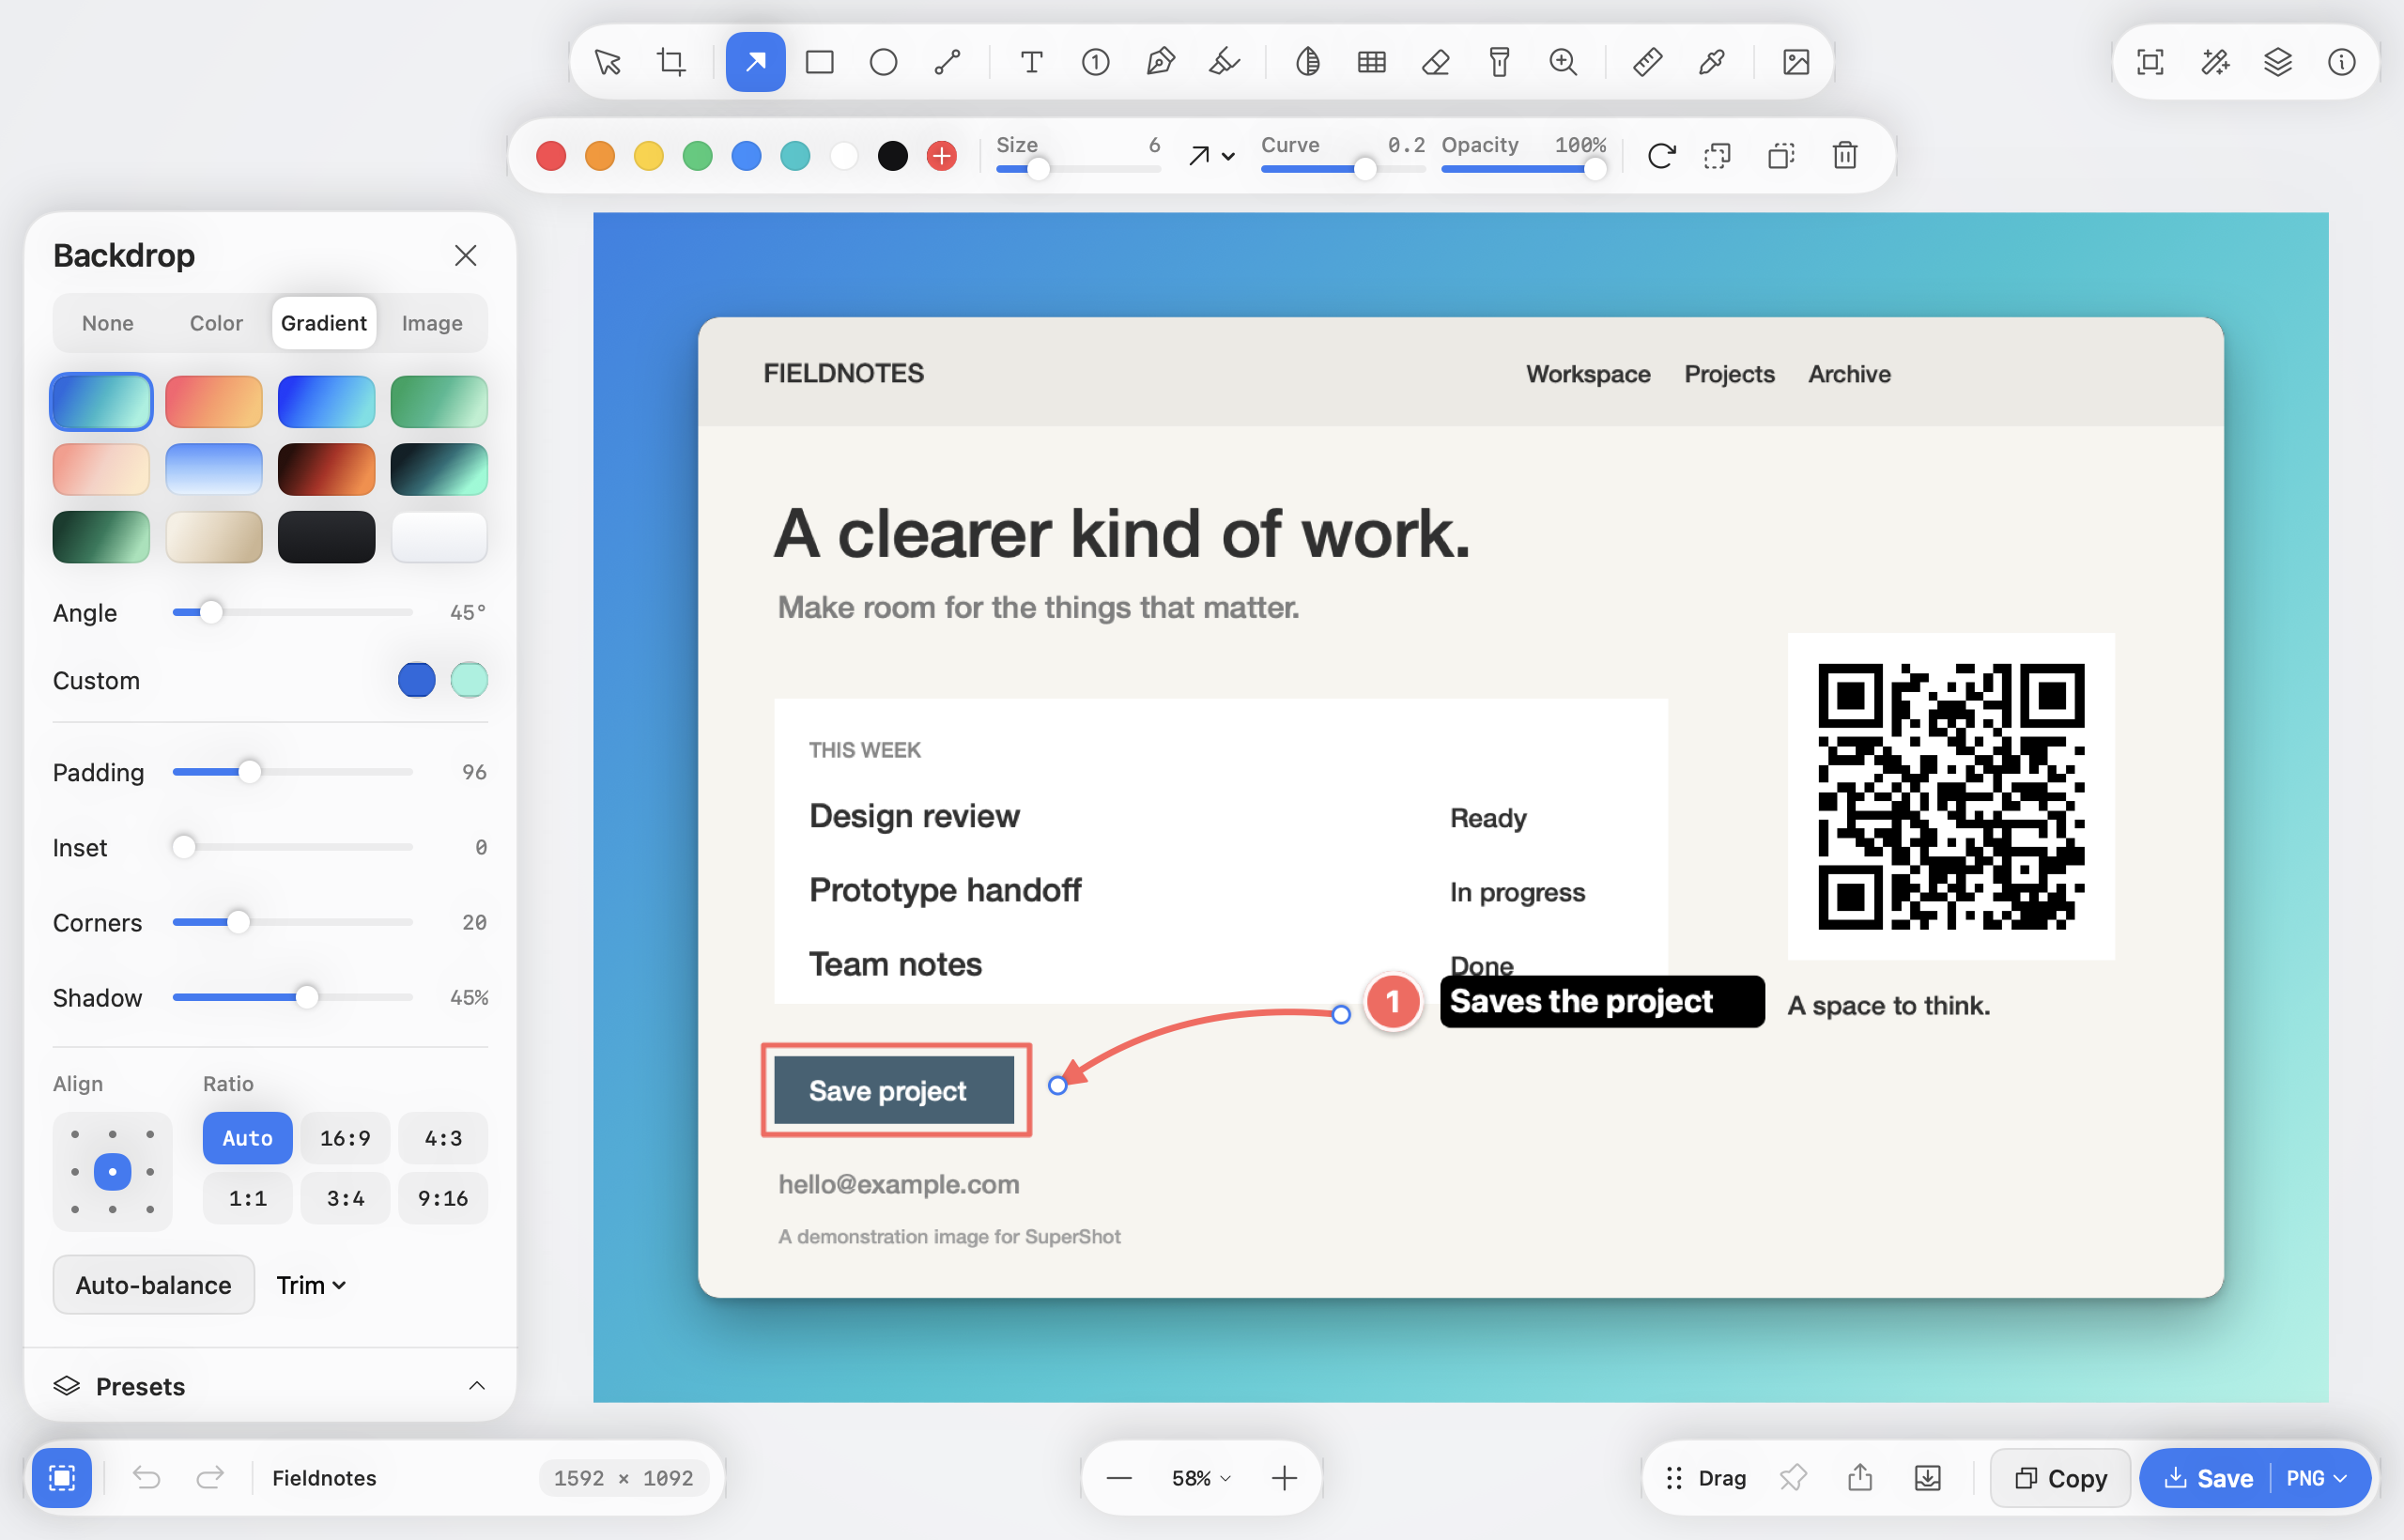 Size 6 Curve 0.2 Opacity 100%
Backdrop
None Color Gradient Image
Angle 45°
Custom
Padding 96
Inset 0
Corners 20
Shadow 45%
Align Ratio
Auto 16:9 4:3
1:1 3:4 9:16
Auto-balance Trim
Presets
FIELDNOTES Workspace Projects Archive
A clearer kind of work.
Make room for the things that matter.
THIS WEEK
Design review Ready
Prototype handoff In progress
Team notes Done
1 Saves the project
A space to think.
Save project
hello@example.com
A demonstration image for SuperShot
Fieldnotes 1592 × 1092
58%
Drag Copy Save PNG